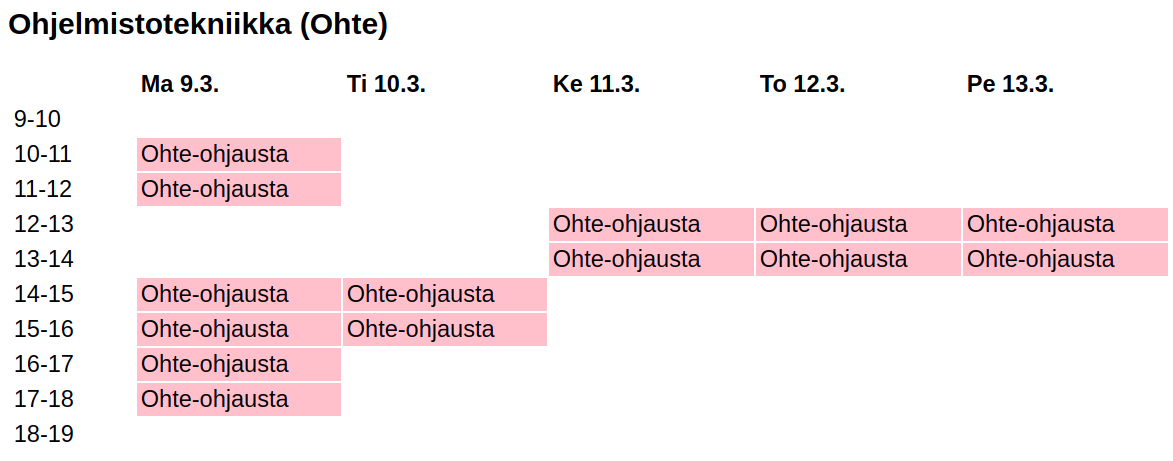 Ohjelmistotekniikka (Ohte)
Ma 9.3. Ti 10.3. Ke 11.3. To 12.3. Pe 13.3.
9-10
10-11 Ohte-ohjausta
11-12 Ohte-ohjausta
12-13 Ohte-ohjausta Ohte-ohjausta Ohte-ohjausta
13-14 Ohte-ohjausta Ohte-ohjausta Ohte-ohjausta
14-15 Ohte-ohjausta Ohte-ohjausta
15-16 Ohte-ohjausta Ohte-ohjausta
16-17 Ohte-ohjausta
17-18 Ohte-ohjausta
18-19